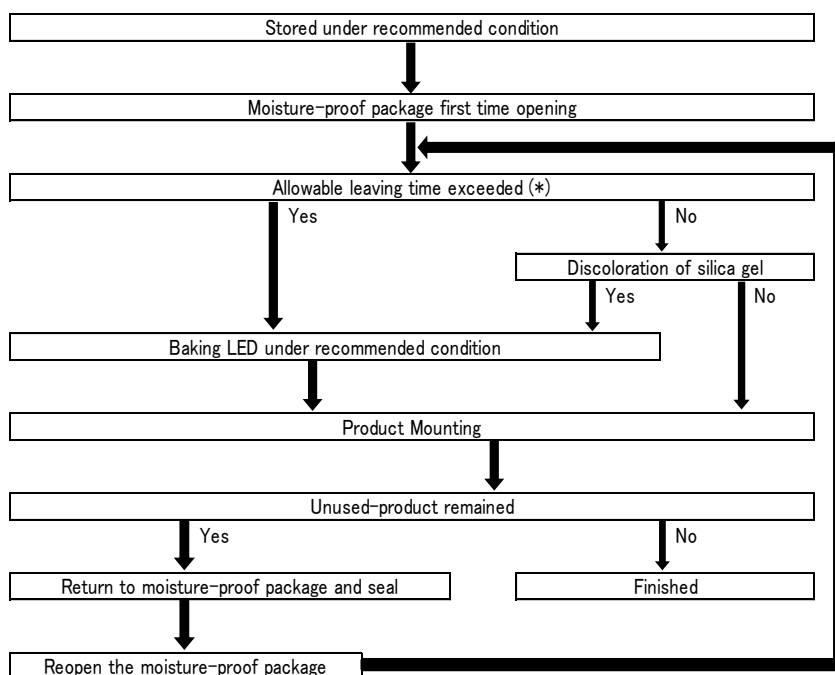 Stored under recommended condition
Moisture-proof package first time opening
Allowable leaving time exceeded (*)
Yes
No
Discoloration of silica gel
Yes
No
Baking LED under recommended condition
Product Mounting
Unused-product remained
Yes
No
Return to moisture-proof package and seal
Finished
Reopen the moisture-proof package